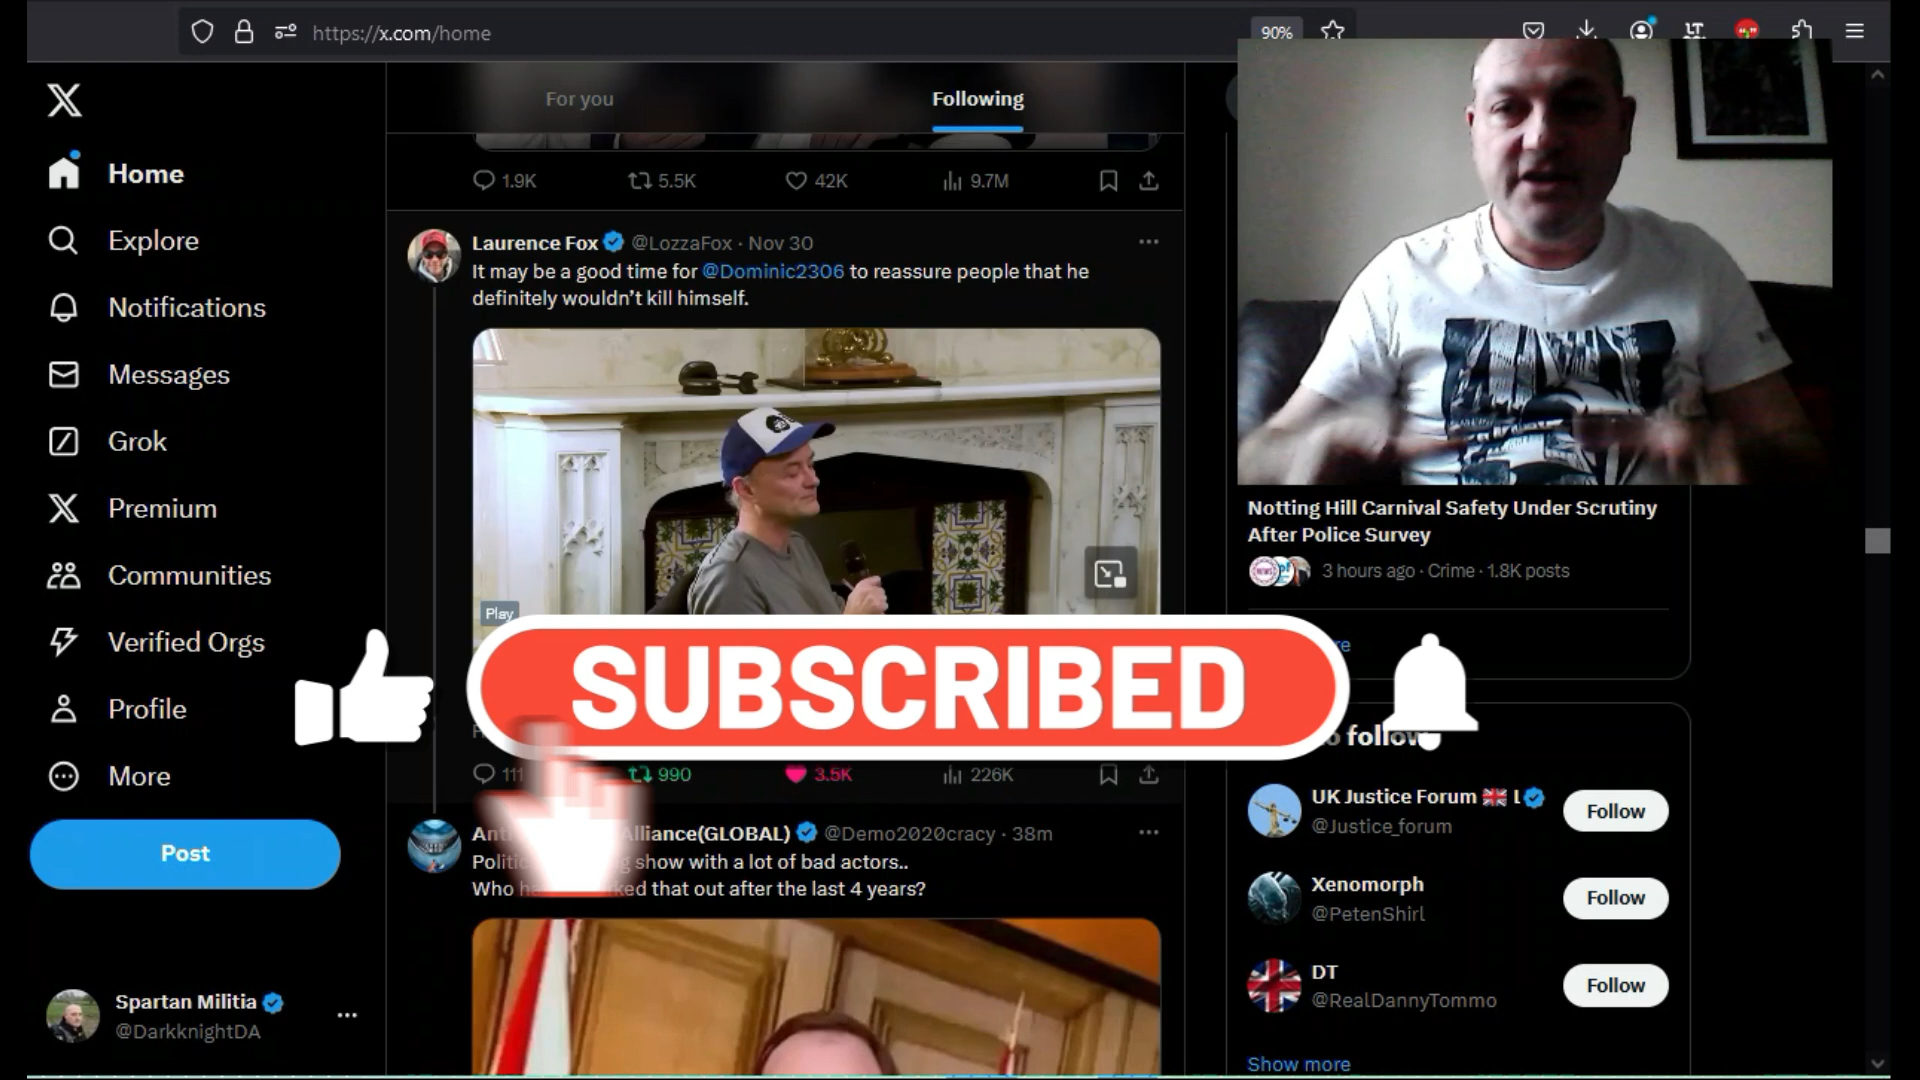 https://x.com/home
90%
For you
Following
Home
Explore
Notifications
Messages
Grok
Premium
Communities
Verified Orgs
Profile
More
Post
Spartan Militia
@DarkknightDA
1.9K 5.5K 42K 9.7M
Laurence Fox @LozzaFox · Nov 30
It may be a good time for @Dominic2306 to reassure people that he
definitely wouldn't kill himself.
Play
SUBSCRIBED
990 3.5K 226K
Alliance(GLOBAL) @Demo2020cracy · 38m
show with a lot of bad actors..
Who that out after the last 4 years?
Notting Hill Carnival Safety Under Scrutiny
After Police Survey
3 hours ago · Crime · 1.8K posts
follow
UK Justice Forum 🇬🇧
@Justice_forum
Follow
Xenomorph
@PetenShirl
Follow
DT
@RealDannyTommo
Follow
Show more